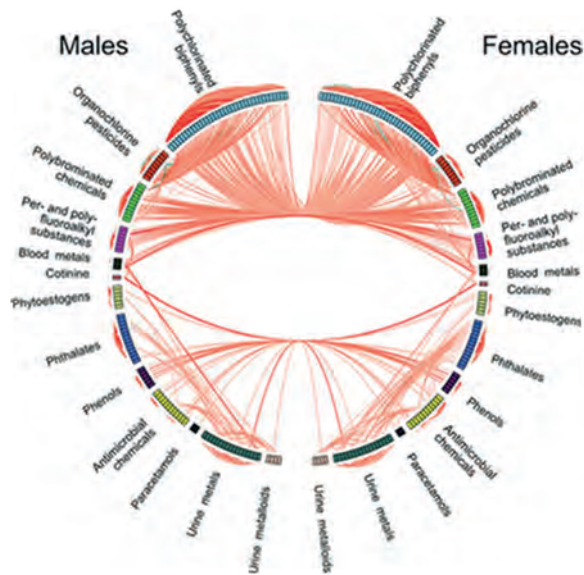 Males
Females
Polychlorinated
biphenyls
Organochlorine
pesticides
Polybrominated
chemicals
Per- and poly-
fluoroalkyl
substances
Blood metals
Cotinine
Phytoestogens
Phthalates
Phenols
Antimicrobial
chemicals
Paracetamols
Urine metals
Urine metaloids
Polychlorinated
biphenyls
Organochlorine
pesticides
Polybrominated
chemicals
Per- and poly-
fluoroalkyl
substances
Blood metals
Cotinine
Phytoestogens
Phthalates
Phenols
Antimicrobial
chemicals
Paracetamols
Urine metals
Urine metaloids